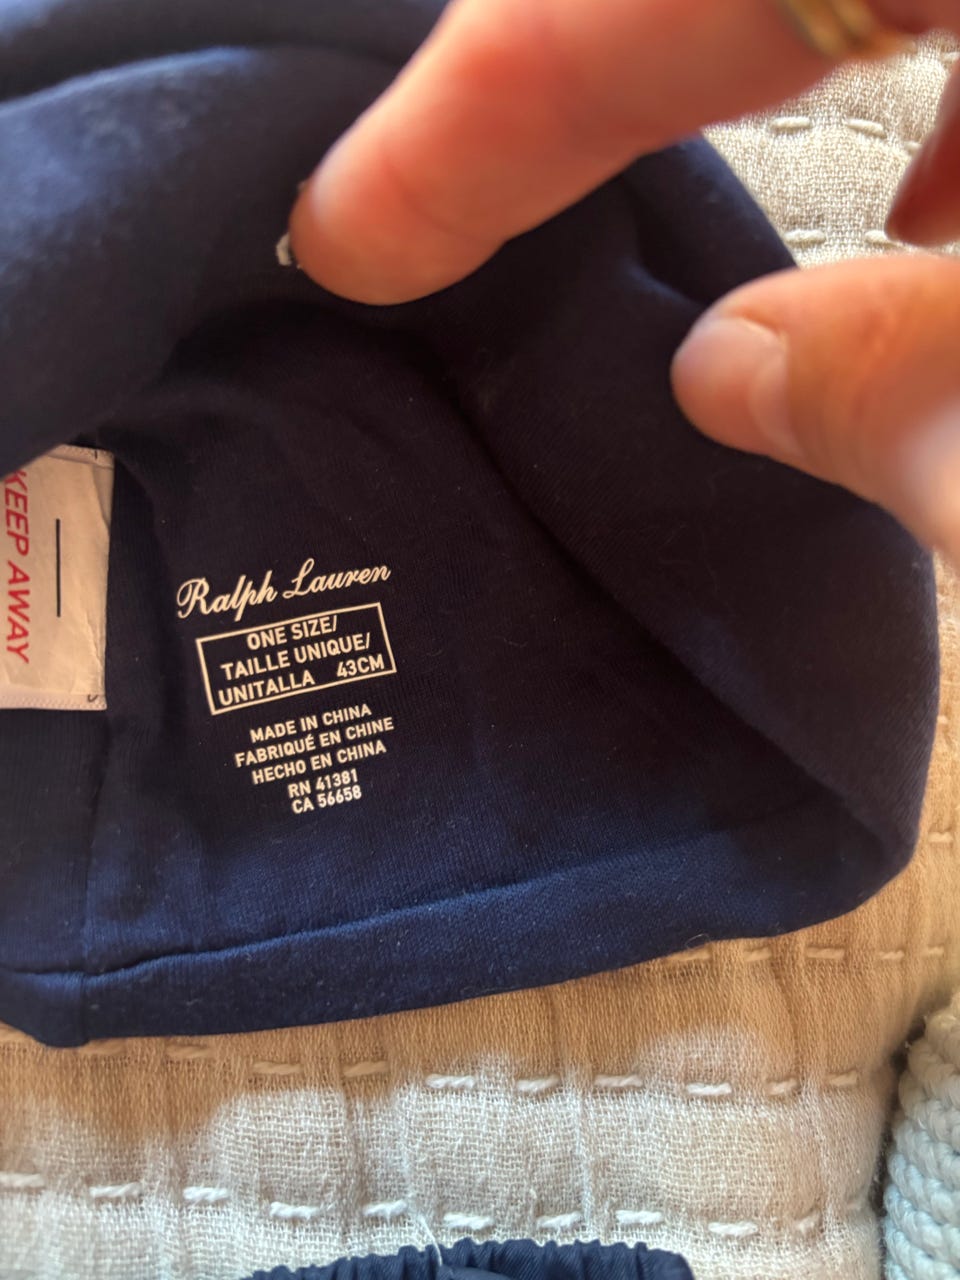 KEEP AWAY
Ralph Lauren
ONE SIZE/
TAILLE UNIQUE/
UNITALLA 43CM
MADE IN CHINA
FABRIQUÉ EN CHINE
HECHO EN CHINA
RN 41381
CA 56658